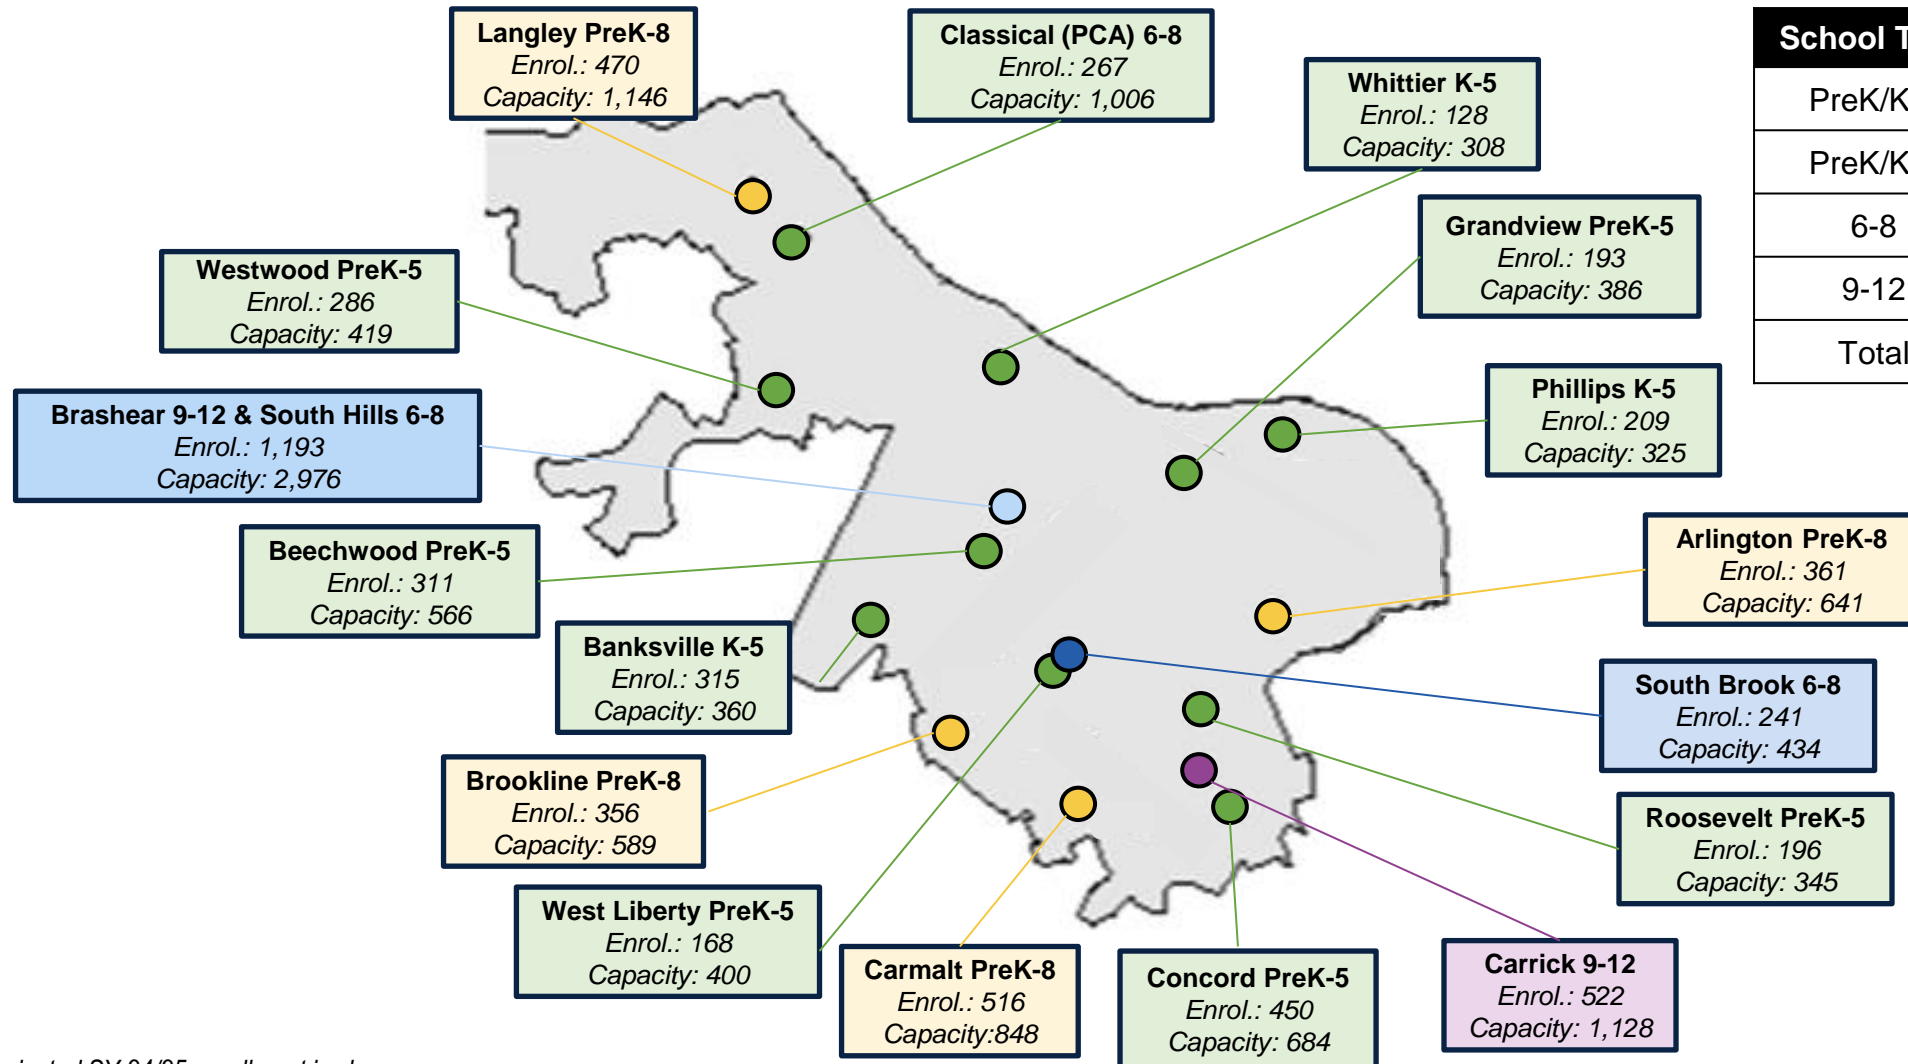 Langley PreK-8
Enrol.: 470
Capacity: 1,146
Classical (PCA) 6-8
Enrol.: 267
Capacity: 1,006
Whittier K-5
Enrol.: 128
Capacity: 308
School T
PreK/K
PreK/K
6-8
9-12
Total
Grandview PreK-5
Enrol.: 193
Capacity: 386
Westwood PreK-5
Enrol.: 286
Capacity: 419
Phillips K-5
Enrol.: 209
Capacity: 325
Brashear 9-12 & South Hills 6-8
Enrol.: 1,193
Capacity: 2,976
Beechwood PreK-5
Enrol.: 311
Capacity: 566
Arlington PreK-8
Enrol.: 361
Capacity: 641
Banksville K-5
Enrol.: 315
Capacity: 360
South Brook 6-8
Enrol.: 241
Capacity: 434
Brookline PreK-8
Enrol.: 356
Capacity: 589
Roosevelt PreK-5
Enrol.: 196
Capacity: 345
West Liberty PreK-5
Enrol.: 168
Capacity: 400
Carmalt PreK-8
Enrol.: 516
Capacity:848
Concord PreK-5
Enrol.: 450
Capacity: 684
Carrick 9-12
Enrol.: 522
Capacity: 1,128